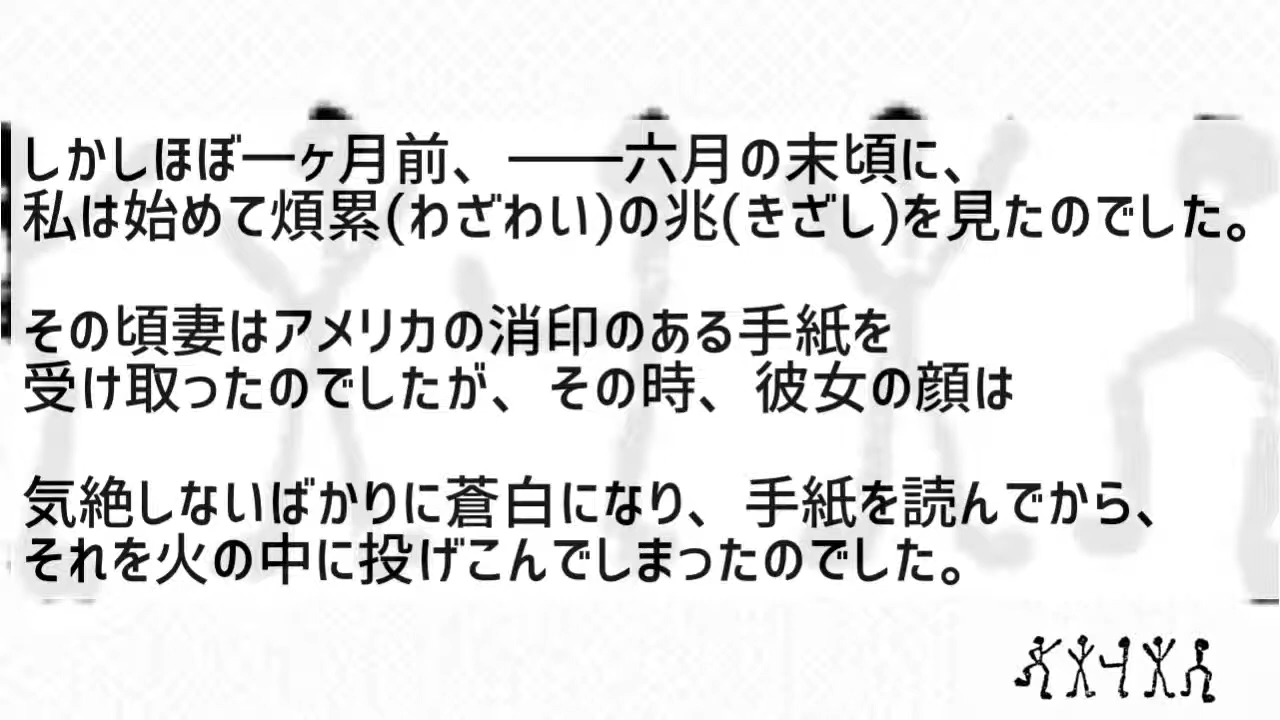 しかしほぼ一ヶ月前、――六月の末頃に、
私は始めて煩累(わざわい)の兆(きざし)を見たのでした。
その頃妻はアメリカの消印のある手紙を
受け取ったのでしたが、その時、彼女の顔は
気絶しないばかりに蒼白になり、手紙を読んでから、
それを火の中に投げこんでしまったのでした。